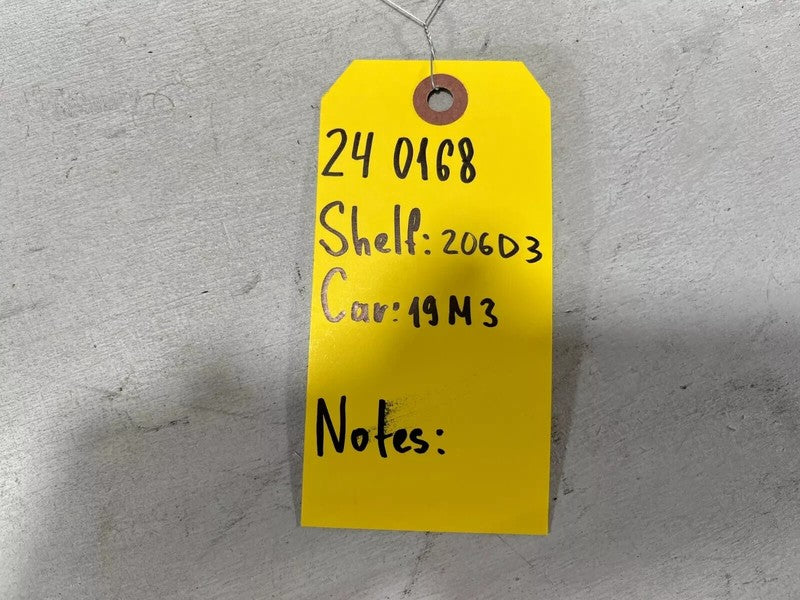 24 0168
Shelf: 206D3
Car: 19M3
Notes: